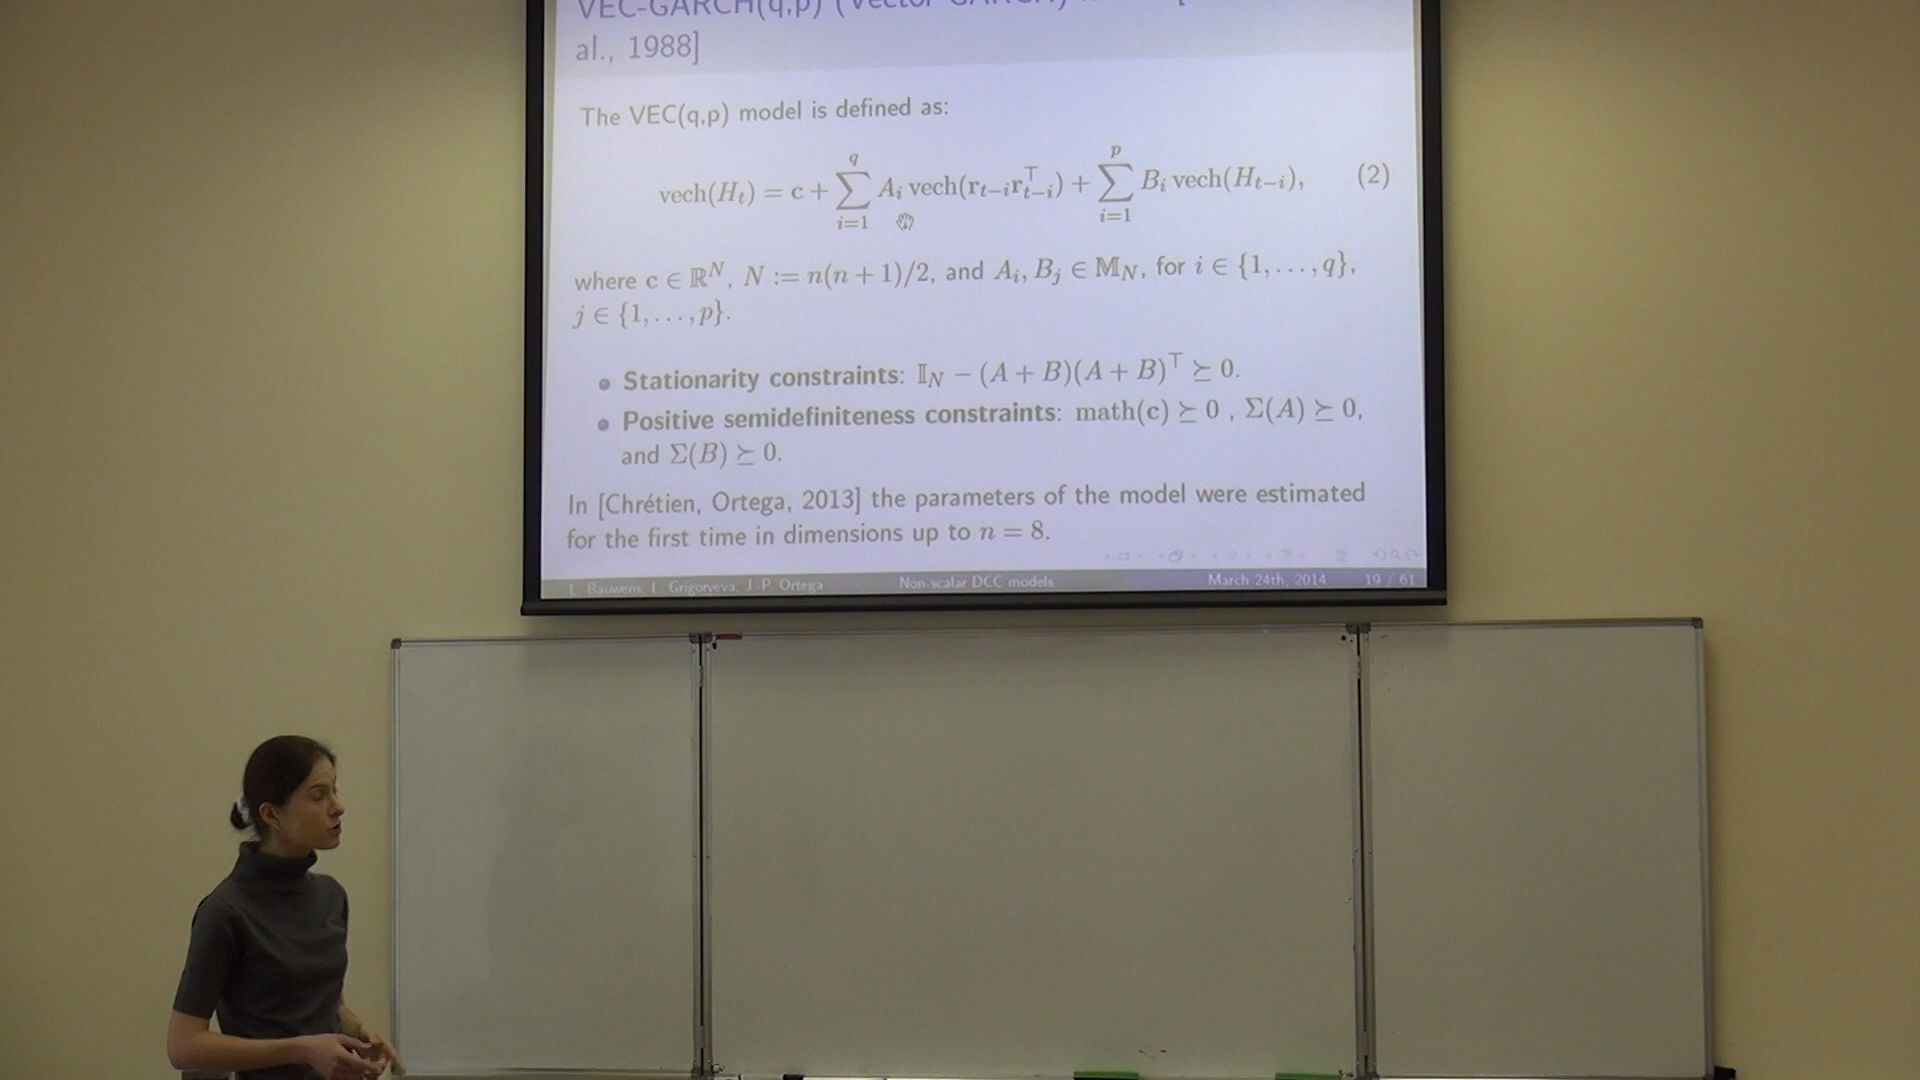 VEC-GARCH(q,p) (Vector GARCH)
al., 1988]
The VEC(q,p) model is defined as:
vech(H_t) = c + \sum_{i=1}^{q} A_i vech(r_{t-i} r_{t-i}^⊤) + \sum_{i=1}^{p} B_i vech(H_{t-i}), (2)
where c ∈ ℝ^N, N := n(n + 1)/2, and A_i, B_j ∈ 𝕄_N, for i ∈ {1, . . . , q},
j ∈ {1, . . . , p}.
Stationarity constraints: 𝕀_N − (A + B)(A + B)^⊤ ⪰ 0.
Positive semidefiniteness constraints: math(c) ⪰ 0 , Σ(A) ⪰ 0,
and Σ(B) ⪰ 0.
In [Chrétien, Ortega, 2013] the parameters of the model were estimated
for the first time in dimensions up to n = 8.
L. Bauwens, L. Grigoryeva, J.-P. Ortega Non-scalar DCC models March 24th, 2014 19 / 61